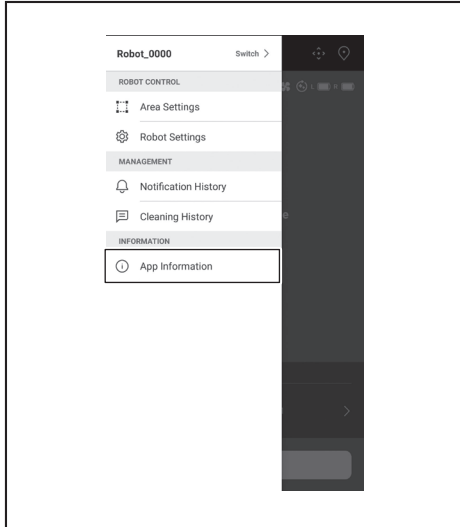 Robot_0000 Switch
ROBOT CONTROL
L R
Area Settings
Robot Settings
MANAGEMENT
Notification History
Cleaning History
e
INFORMATION
App Information